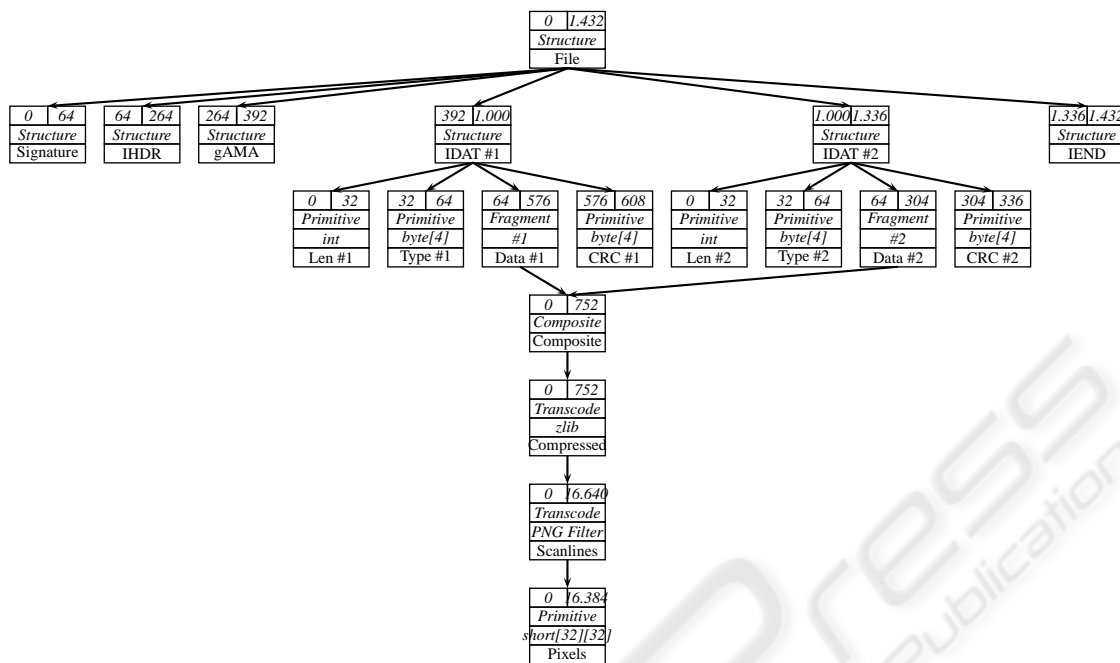 0 1.432
Structure
File
0 64 64 264 264 392 392 1.000 1.000 1.336 1.336 1.432
Structure Structure Structure Structure Structure Structure
Signature IHDR gAMA IDAT #1 IDAT #2 IEND
0 32 32 64 64 576 576 608 0 32 32 64 64 304 304 336
Primitive Primitive Fragment Primitive Primitive Primitive Fragment Primitive
int byte[4] #1 byte[4] int byte[4] #2 byte[4]
Len #1 Type #1 Data #1 CRC #1 Len #2 Type #2 Data #2 CRC #2
0 752
Composite
Composite
0 752
Transcode
zlib
Compressed
0 16.640
Transcode
PNG Filter
Scanlines
0 16.384
Primitive
short[32][32]
Pixels
Press
Publication